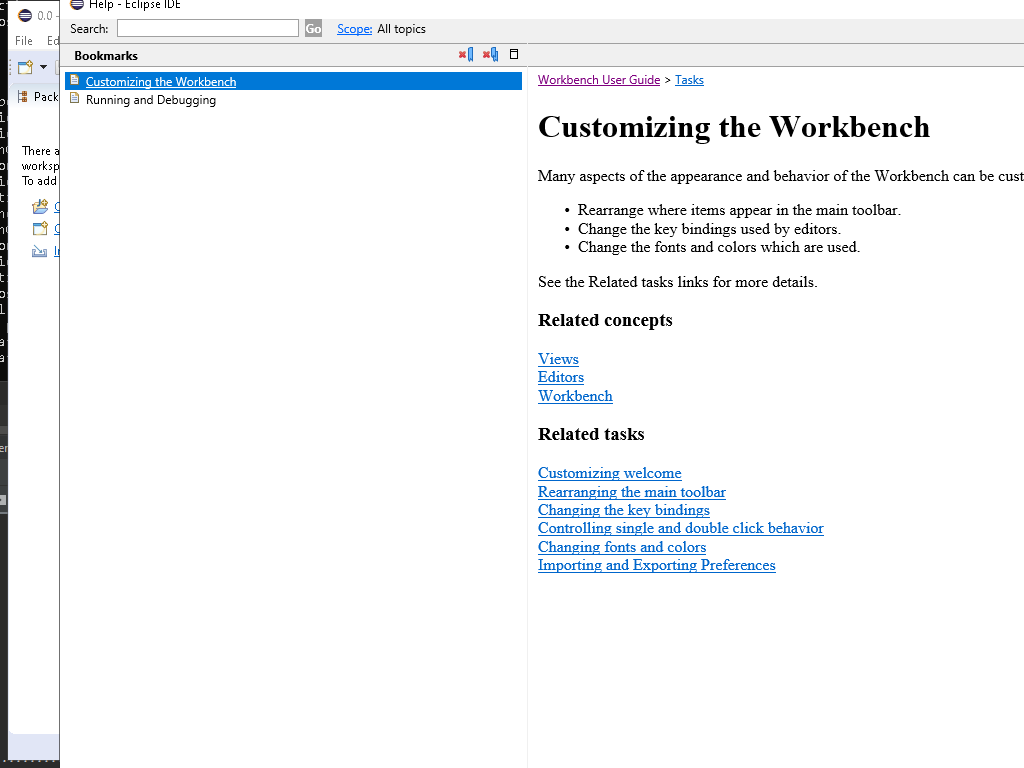 Help - Eclipse IDE
0.0 -
Search: Go Scope: All topics
File Ed
Bookmarks
Customizing the Workbench
Running and Debugging
Pack
There a
worksp
To add
Workbench User Guide > Tasks
Customizing the Workbench
Many aspects of the appearance and behavior of the Workbench can be cust
• Rearrange where items appear in the main toolbar.
• Change the key bindings used by editors.
• Change the fonts and colors which are used.
See the Related tasks links for more details.
Related concepts
Views
Editors
Workbench
Related tasks
Customizing welcome
Rearranging the main toolbar
Changing the key bindings
Controlling single and double click behavior
Changing fonts and colors
Importing and Exporting Preferences